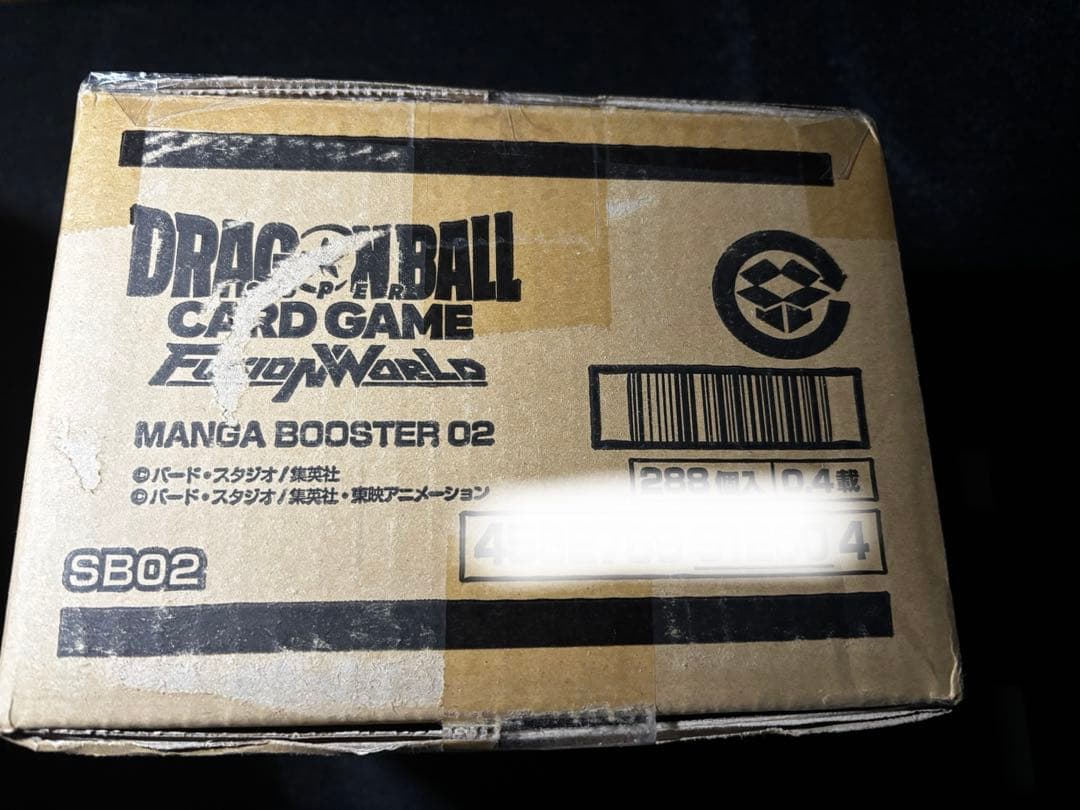 DRAGON BALL
SUPER
CARD GAME
FUSION WORLD
MANGA BOOSTER 02
©バード・スタジオ/集英社
©バード・スタジオ/集英社・東映アニメーション
288個入 0.4載
SB02